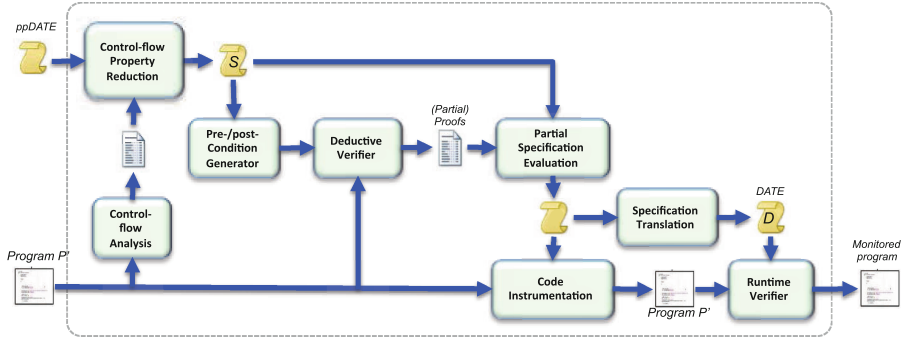 ppDATE
Control-flow
Property
Reduction
S
(Partial)
Proofs
Pre-/post-
Condition
Generator
Deductive
Verifier
Partial
Specification
Evaluation
Control-
flow
Analysis
Specification
Translation
DATE
D
Program P'
Code
Instrumentation
Program P'
Runtime
Verifier
Monitored
program